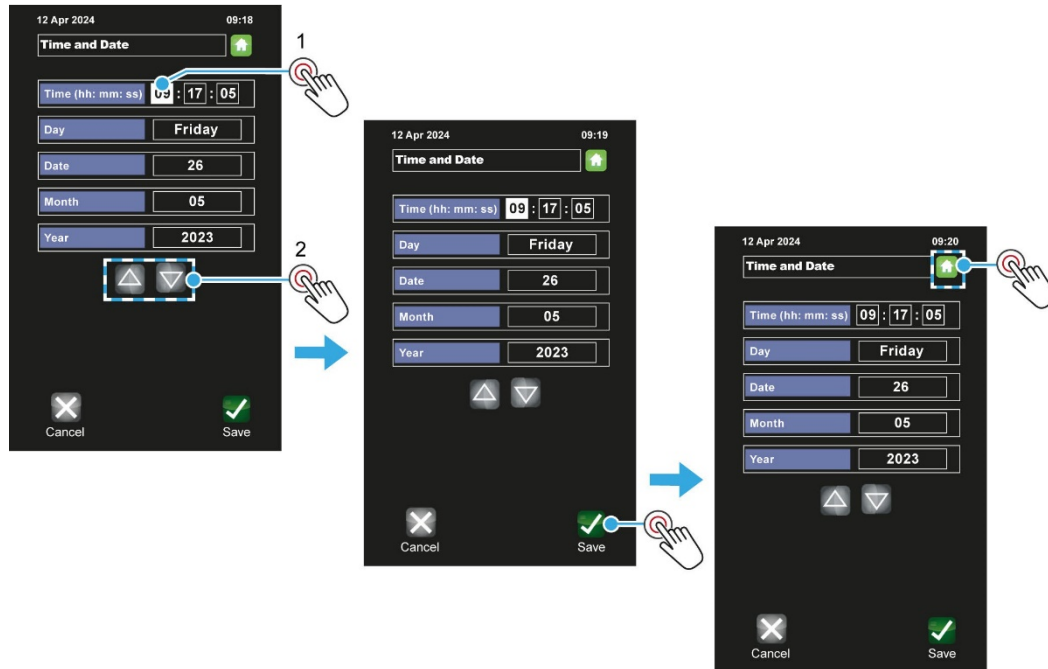 12 Apr 2024 09:18
Time and Date
1
Time (hh: mm: ss) 09 : 17 : 05
Day Friday
Date 26
Month 05
Year 2023
2
Cancel Save
12 Apr 2024 09:19
Time and Date
Time (hh: mm: ss) 09 : 17 : 05
Day Friday
Date 26
Month 05
Year 2023
Cancel Save
12 Apr 2024 09:20
Time and Date
Time (hh: mm: ss) 09 : 17 : 05
Day Friday
Date 26
Month 05
Year 2023
Cancel Save